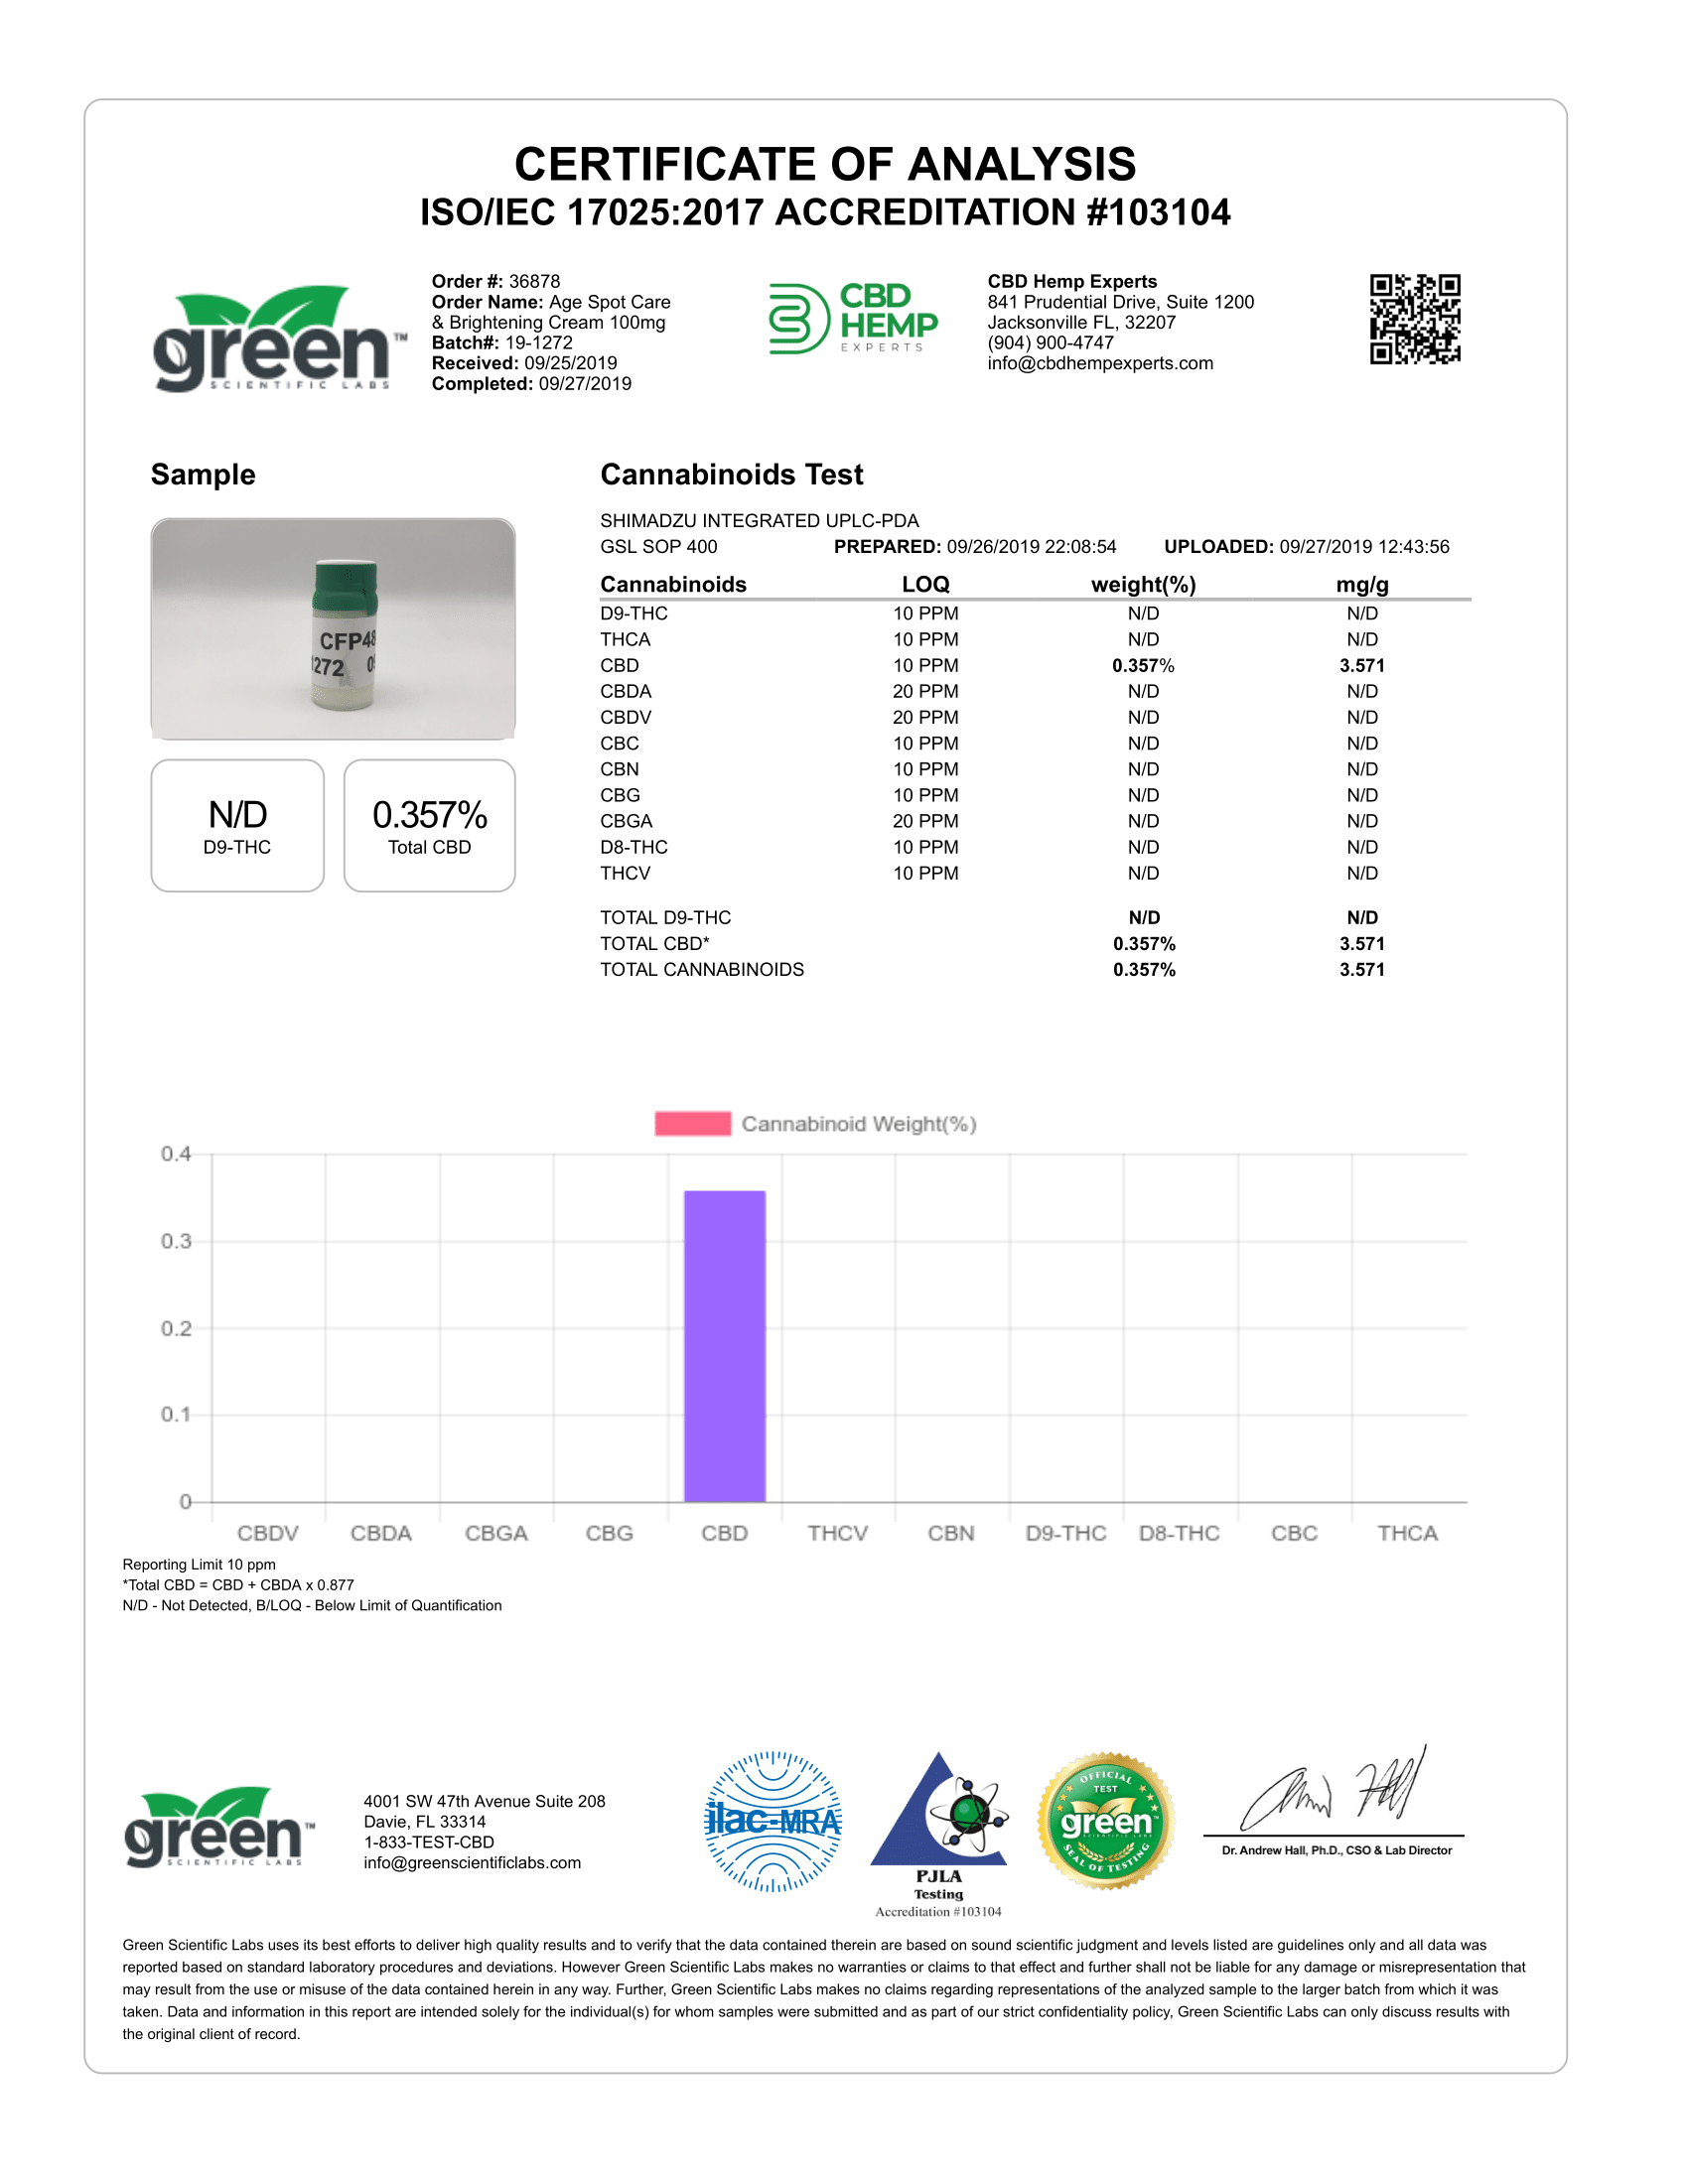 CERTIFICATE OF ANALYSIS
ISO/IEC 17025:2017 ACCREDITATION #103104
green™
SCIENTIFIC LABS
Order #: 36878
Order Name: Age Spot Care
& Brightening Cream 100mg
Batch#: 19-1272
Received: 09/25/2019
Completed: 09/27/2019
CBD
HEMP
EXPERTS
CBD Hemp Experts
841 Prudential Drive, Suite 1200
Jacksonville FL, 32207
(904) 900-4747
info@cbdhempexperts.com
Sample
CFP48
1272 09
N/D
D9-THC
0.357%
Total CBD
Cannabinoids Test
SHIMADZU INTEGRATED UPLC-PDA
GSL SOP 400 PREPARED: 09/26/2019 22:08:54 UPLOADED: 09/27/2019 12:43:56
Cannabinoids LOQ weight(%) mg/g
D9-THC 10 PPM N/D N/D
THCA 10 PPM N/D N/D
CBD 10 PPM 0.357% 3.571
CBDA 20 PPM N/D N/D
CBDV 20 PPM N/D N/D
CBC 10 PPM N/D N/D
CBN 10 PPM N/D N/D
CBG 10 PPM N/D N/D
CBGA 20 PPM N/D N/D
D8-THC 10 PPM N/D N/D
THCV 10 PPM N/D N/D
TOTAL D9-THC N/D N/D
TOTAL CBD* 0.357% 3.571
TOTAL CANNABINOIDS 0.357% 3.571
Cannabinoid Weight(%)
0.4
0.3
0.2
0.1
0
CBDV CBDA CBGA CBG CBD THCV CBN D9-THC D8-THC CBC THCA
Reporting Limit 10 ppm
*Total CBD = CBD + CBDA x 0.877
N/D - Not Detected, B/LOQ - Below Limit of Quantification
green™
SCIENTIFIC LABS
4001 SW 47th Avenue Suite 208
Davie, FL 33314
1-833-TEST-CBD
info@greenscientificlabs.com
ilac-MRA
PJLA
Testing
Accreditation #103104
OFFICIAL
TEST
green™
SCIENTIFIC LABS
SEAL OF TESTING
Dr. Andrew Hall, Ph.D., CSO & Lab Director
Green Scientific Labs uses its best efforts to deliver high quality results and to verify that the data contained therein are based on sound scientific judgment and levels listed are guidelines only and all data was
reported based on standard laboratory procedures and deviations. However Green Scientific Labs makes no warranties or claims to that effect and further shall not be liable for any damage or misrepresentation that
may result from the use or misuse of the data contained herein in any way. Further, Green Scientific Labs makes no claims regarding representations of the analyzed sample to the larger batch from which it was
taken. Data and information in this report are intended solely for the individual(s) for whom samples were submitted and as part of our strict confidentiality policy, Green Scientific Labs can only discuss results with
the original client of record.